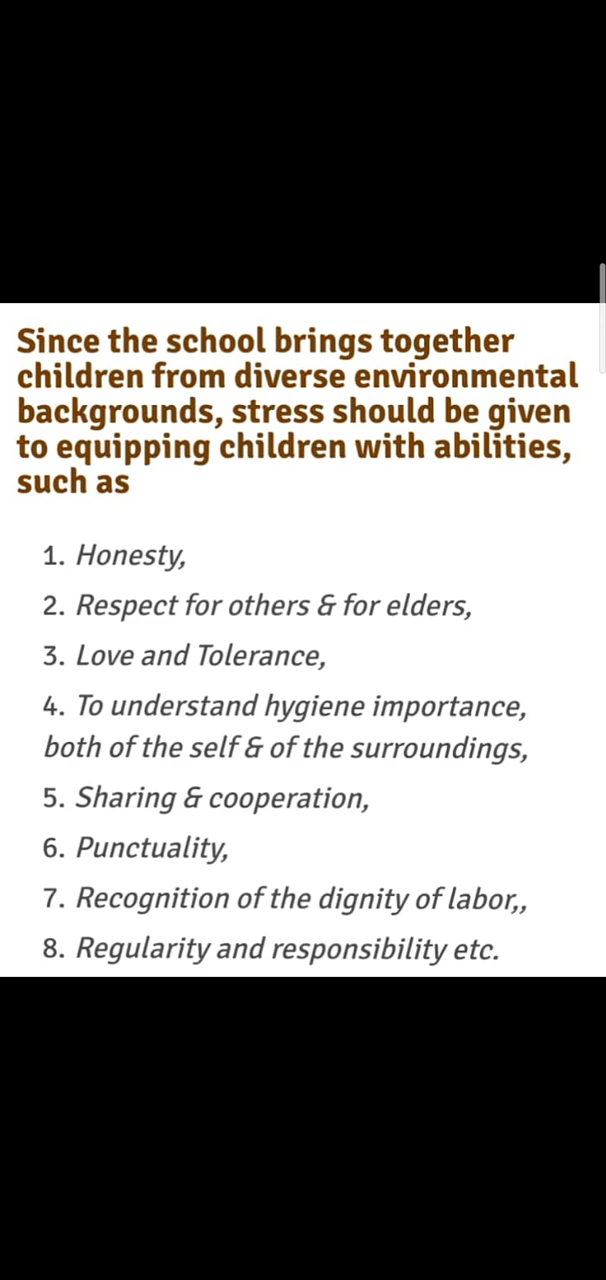 Since the school brings together
children from diverse environmental
backgrounds, stress should be given
to equipping children with abilities,
such as
1. Honesty,
2. Respect for others & for elders,
3. Love and Tolerance,
4. To understand hygiene importance,
both of the self & of the surroundings,
5. Sharing & cooperation,
6. Punctuality,
7. Recognition of the dignity of labor,,
8. Regularity and responsibility etc.